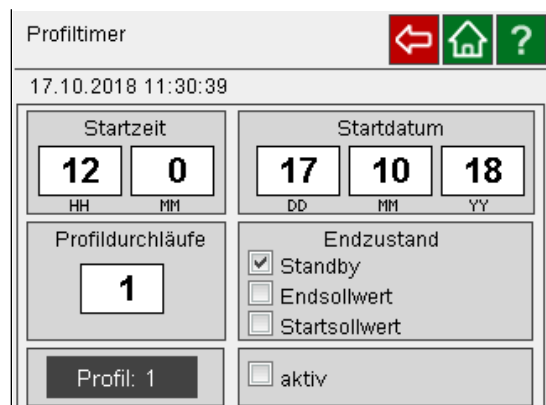 Profiltimer
?
17.10.2018 11:30:39
Startzeit
12 0
HH MM
Startdatum
17 10 18
DD MM YY
Profildurchläufe
1
Endzustand
Standby
Endsollwert
Startsollwert
Profil: 1
aktiv